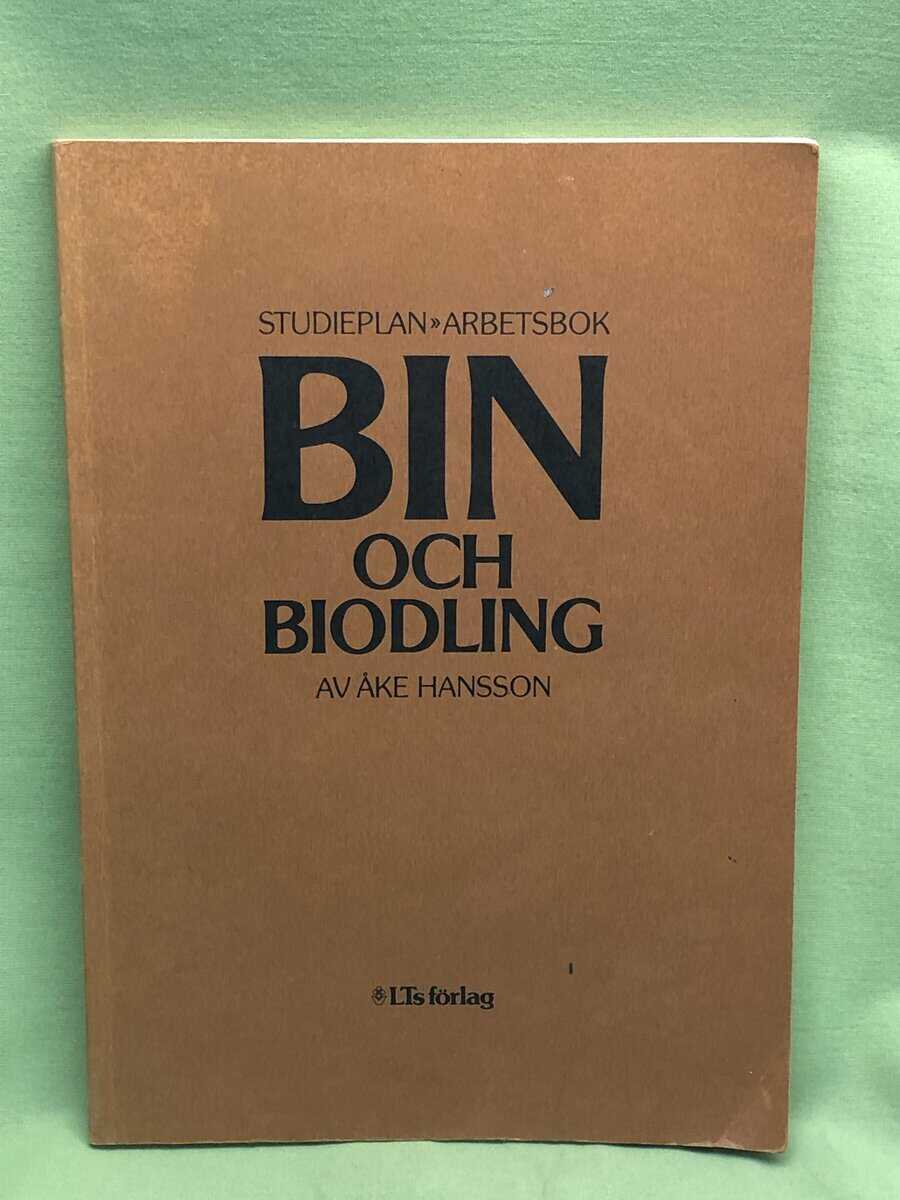 STUDIEPLAN»ARBETSBOK
BIN
OCH
BIODLING
AV ÅKE HANSSON
LTs förlag